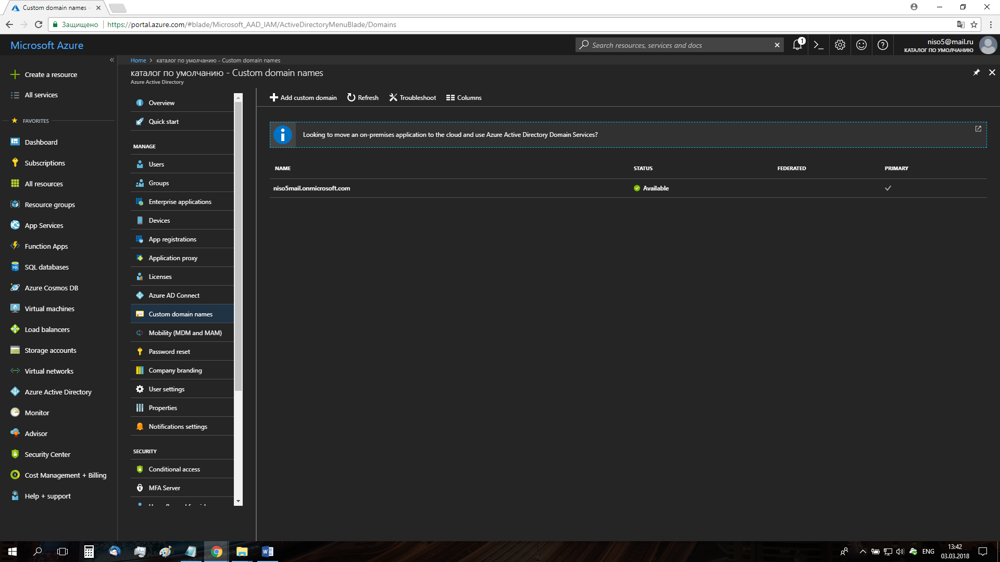 Custom domain names -
Защищено
https://portal.azure.com/#blade/Microsoft_AAD_IAM/ActiveDirectoryMenuBlade/Domains
Microsoft Azure
Search resources, services and docs
1
niso5@mail.ru
КАТАЛОГ ПО УМОЛЧАНИЮ
Create a resource
All services
FAVORITES
Dashboard
Subscriptions
All resources
Resource groups
App Services
Function Apps
SQL databases
Azure Cosmos DB
Virtual machines
Load balancers
Storage accounts
Virtual networks
Azure Active Directory
Monitor
Advisor
Security Center
Cost Management + Billing
Help + support
Home > каталог по умолчанию - Custom domain names
каталог по умолчанию - Custom domain names
Azure Active Directory
Overview
Quick start
MANAGE
Users
Groups
Enterprise applications
Devices
App registrations
Application proxy
Licenses
Azure AD Connect
Custom domain names
Mobility (MDM and MAM)
Password reset
Company branding
User settings
Properties
Notifications settings
SECURITY
Conditional access
MFA Server
Add custom domain Refresh Troubleshoot Columns
Looking to move an on-premises application to the cloud and use Azure Active Directory Domain Services?
NAME STATUS FEDERATED PRIMARY
niso5mail.onmicrosoft.com Available
ENG
13:42
03.03.2018